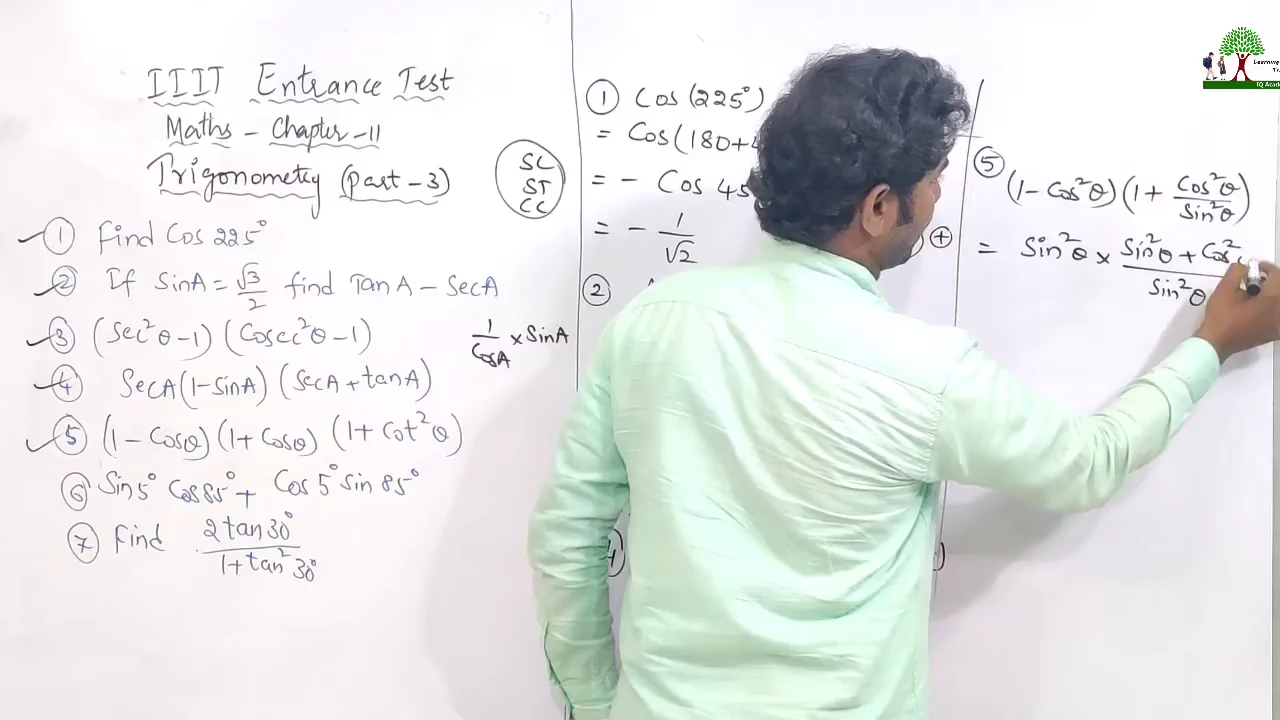 IIIT Entrance Test
Maths - Chapter - 11
Trigonometry (part - 3)
SC
ST
CC
① Find Cos 225°
② If SinA = √3/2 find TanA - SecA
③ (Sec²θ-1) (Cosec²θ-1)
1/CosA × SinA
④ SecA(1-sinA) (secA+tanA)
⑤ (1-Cosθ)(1+Cosθ) (1+Cot²θ)
⑥ Sin5° Cos85° + Cos5° Sin85°
⑦ Find 2tan30°/1+tan²30°
① Cos(225°)
= Cos(180+
= - Cos 45
= - 1/√2
②
+
⑤ (1-Cos²θ)(1+ Cos²θ/Sin²θ)
= Sin²θ × Sin²θ + Cos²/Sin²θ
Learning